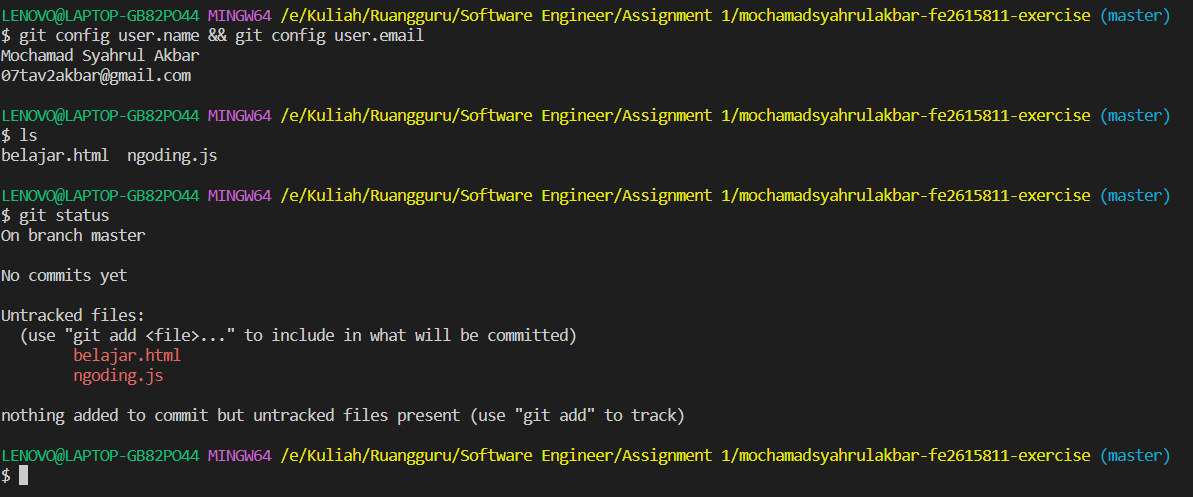 LENOVO@LAPTOP-GB82PO44 MINGW64 /e/Kuliah/Ruangguru/Software Engineer/Assignment 1/mochamadsyahrulakbar-fe2615811-exercise (master)
$ git config user.name && git config user.email
Mochamad Syahrul Akbar
07tav2akbar@gmail.com

LENOVO@LAPTOP-GB82PO44 MINGW64 /e/Kuliah/Ruangguru/Software Engineer/Assignment 1/mochamadsyahrulakbar-fe2615811-exercise (master)
$ ls
belajar.html  ngoding.js

LENOVO@LAPTOP-GB82PO44 MINGW64 /e/Kuliah/Ruangguru/Software Engineer/Assignment 1/mochamadsyahrulakbar-fe2615811-exercise (master)
$ git status
On branch master

No commits yet

Untracked files:
  (use "git add <file>..." to include in what will be committed)
        belajar.html
        ngoding.js

nothing added to commit but untracked files present (use "git add" to track)

LENOVO@LAPTOP-GB82PO44 MINGW64 /e/Kuliah/Ruangguru/Software Engineer/Assignment 1/mochamadsyahrulakbar-fe2615811-exercise (master)
$